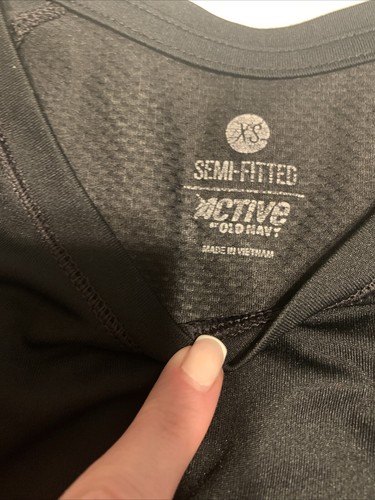 XS
SEMI-FITTED
ACTIVE
BY OLD NAVY
MADE IN VIETNAM